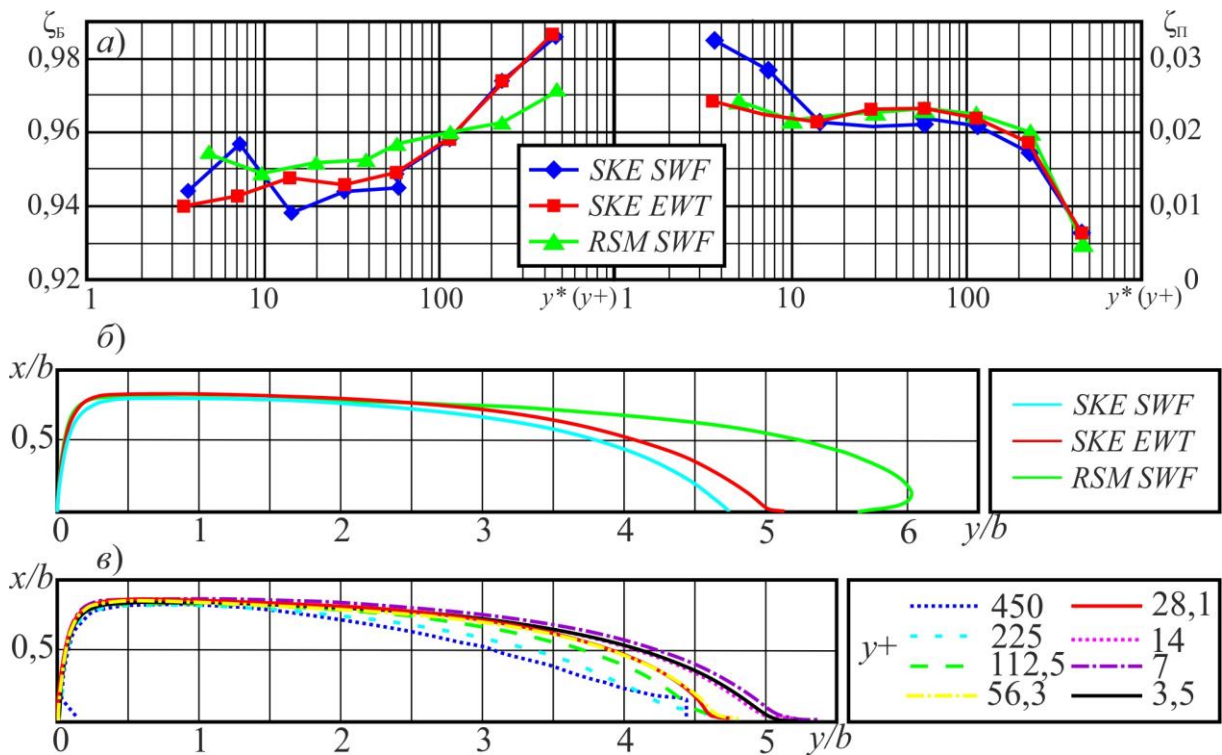 ζБ
ζП
а)
0,98
0,96
0,94
0,92
0,03
0,02
0,01
0
SKE SWF
SKE EWT
RSM SWF
1
10
100
y* (y+)
1
10
100
y* (y+)
б)
x/b
0,5
0
1
2
3
4
5
6
y/b
SKE SWF
SKE EWT
RSM SWF
в)
x/b
0,5
0
1
2
3
4
5
y/b
y+
450
28,1
225
14
112,5
7
56,3
3,5